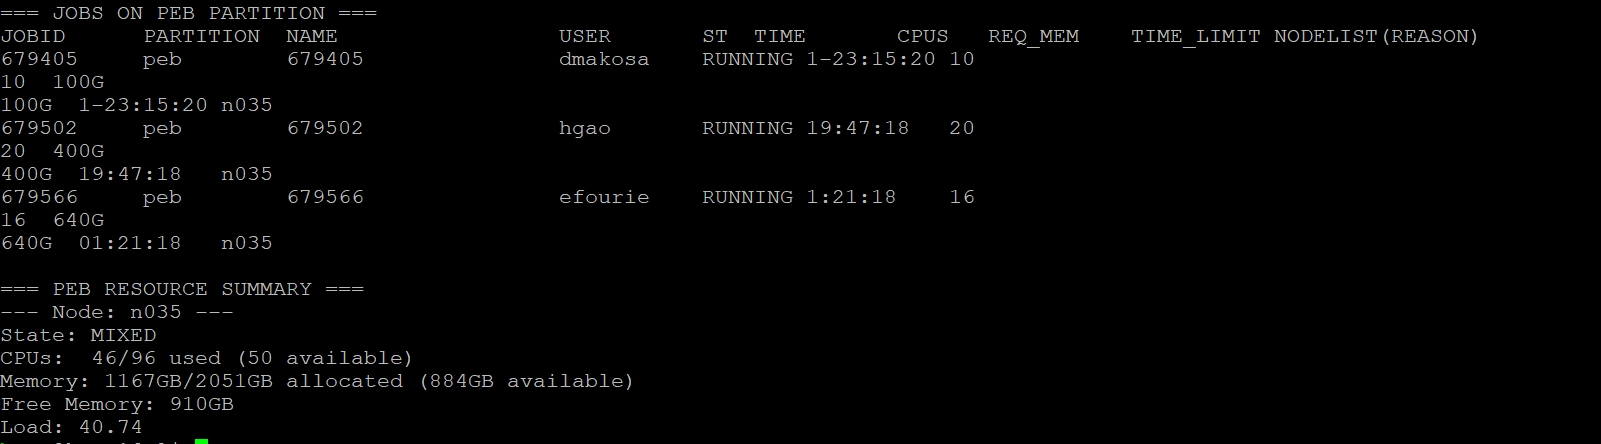 === JOBS ON PEB PARTITION ===
JOBID      PARTITION  NAME                 USER       ST  TIME       CPUS   REQ_MEM    TIME_LIMIT NODELIST(REASON)
679405     peb        679405               dmakosa    RUNNING 1-23:15:20 10
10  100G
100G  1-23:15:20 n035
679502     peb        679502               hgao       RUNNING 19:47:18   20
20  400G
400G  19:47:18   n035
679566     peb        679566               efourie    RUNNING 1:21:18    16
16  640G
640G  01:21:18   n035
=== PEB RESOURCE SUMMARY ===
--- Node: n035 ---
State: MIXED
CPUs:  46/96 used (50 available)
Memory: 1167GB/2051GB allocated (884GB available)
Free Memory: 910GB
Load: 40.74